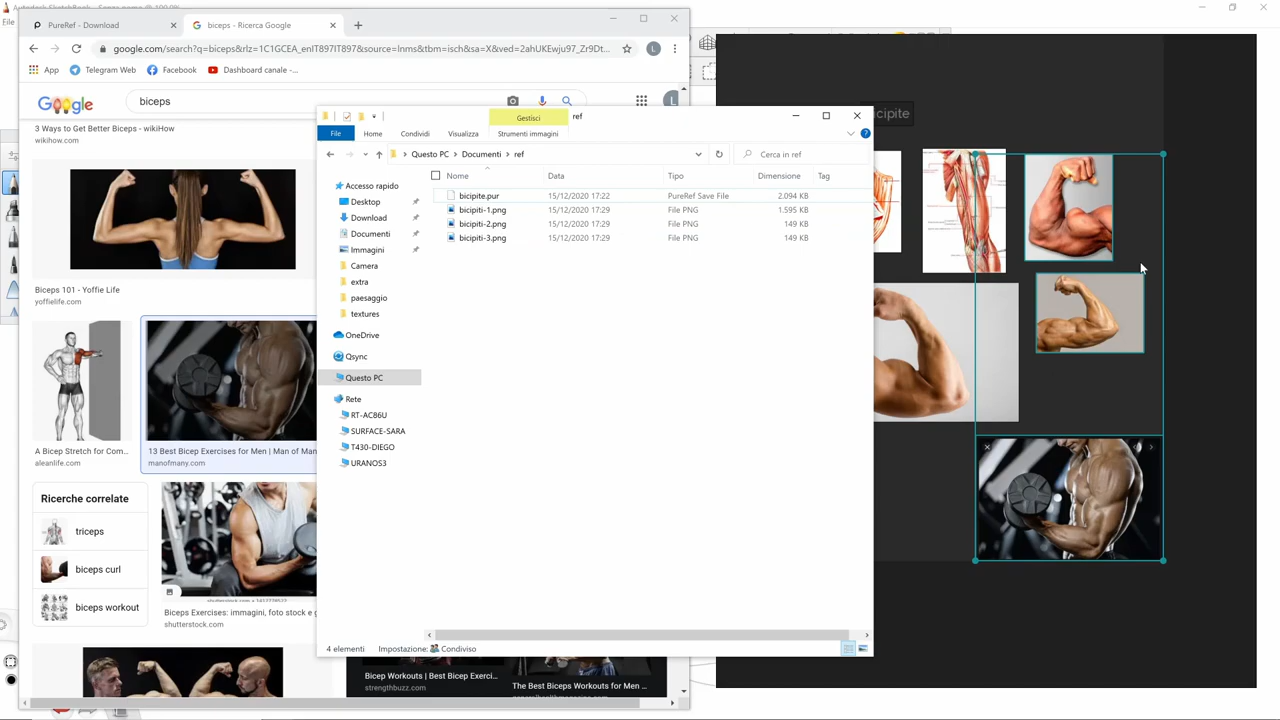 PureRef - Download
biceps - Ricerca Google
google.com/search?q=biceps&rlz=1C1GCEA_enIT897IT897&source=lnms&tbm=isch&sa=X&ved=2ahUKEwju97_Zr9Dt...
L
App
Telegram Web
Facebook
Dashboard canale -...
Google
biceps
3 Ways to Get Better Biceps - wikiHow
wikihow.com
Biceps 101 - Yoffie Life
yoffielife.com
A Bicep Stretch for Com...
aleanlife.com
13 Best Bicep Exercises for Men | Man of Man
manofmany.com
Ricerche correlate
triceps
biceps curl
biceps workout
Biceps Exercises: immagini, foto stock e g
shutterstock.com
Bicep Workouts | Best Bicep Exerci...
strengthbuzz.com
The Best Biceps Workouts for Men ...
Gestisci
ref
File
Home
Condividi
Visualizza
Strumenti immagini
Questo PC
Documenti
ref
Cerca in ref
Nome
Data
Tipo
Dimensione
Tag
bicipite.pur 15/12/2020 17:22 PureRef Save File 2.094 KB
bicipiti-1.png 15/12/2020 17:29 File PNG 1.595 KB
bicipiti-2.png 15/12/2020 17:29 File PNG 149 KB
bicipiti-3.png 15/12/2020 17:29 File PNG 149 KB
Accesso rapido
Desktop
Download
Documenti
Immagini
Camera
extra
paesaggio
textures
OneDrive
Qsync
Questo PC
Rete
RT-AC86U
SURFACE-SARA
T430-DIEGO
URANOS3
4 elementi
Impostazione: Condiviso
icipite